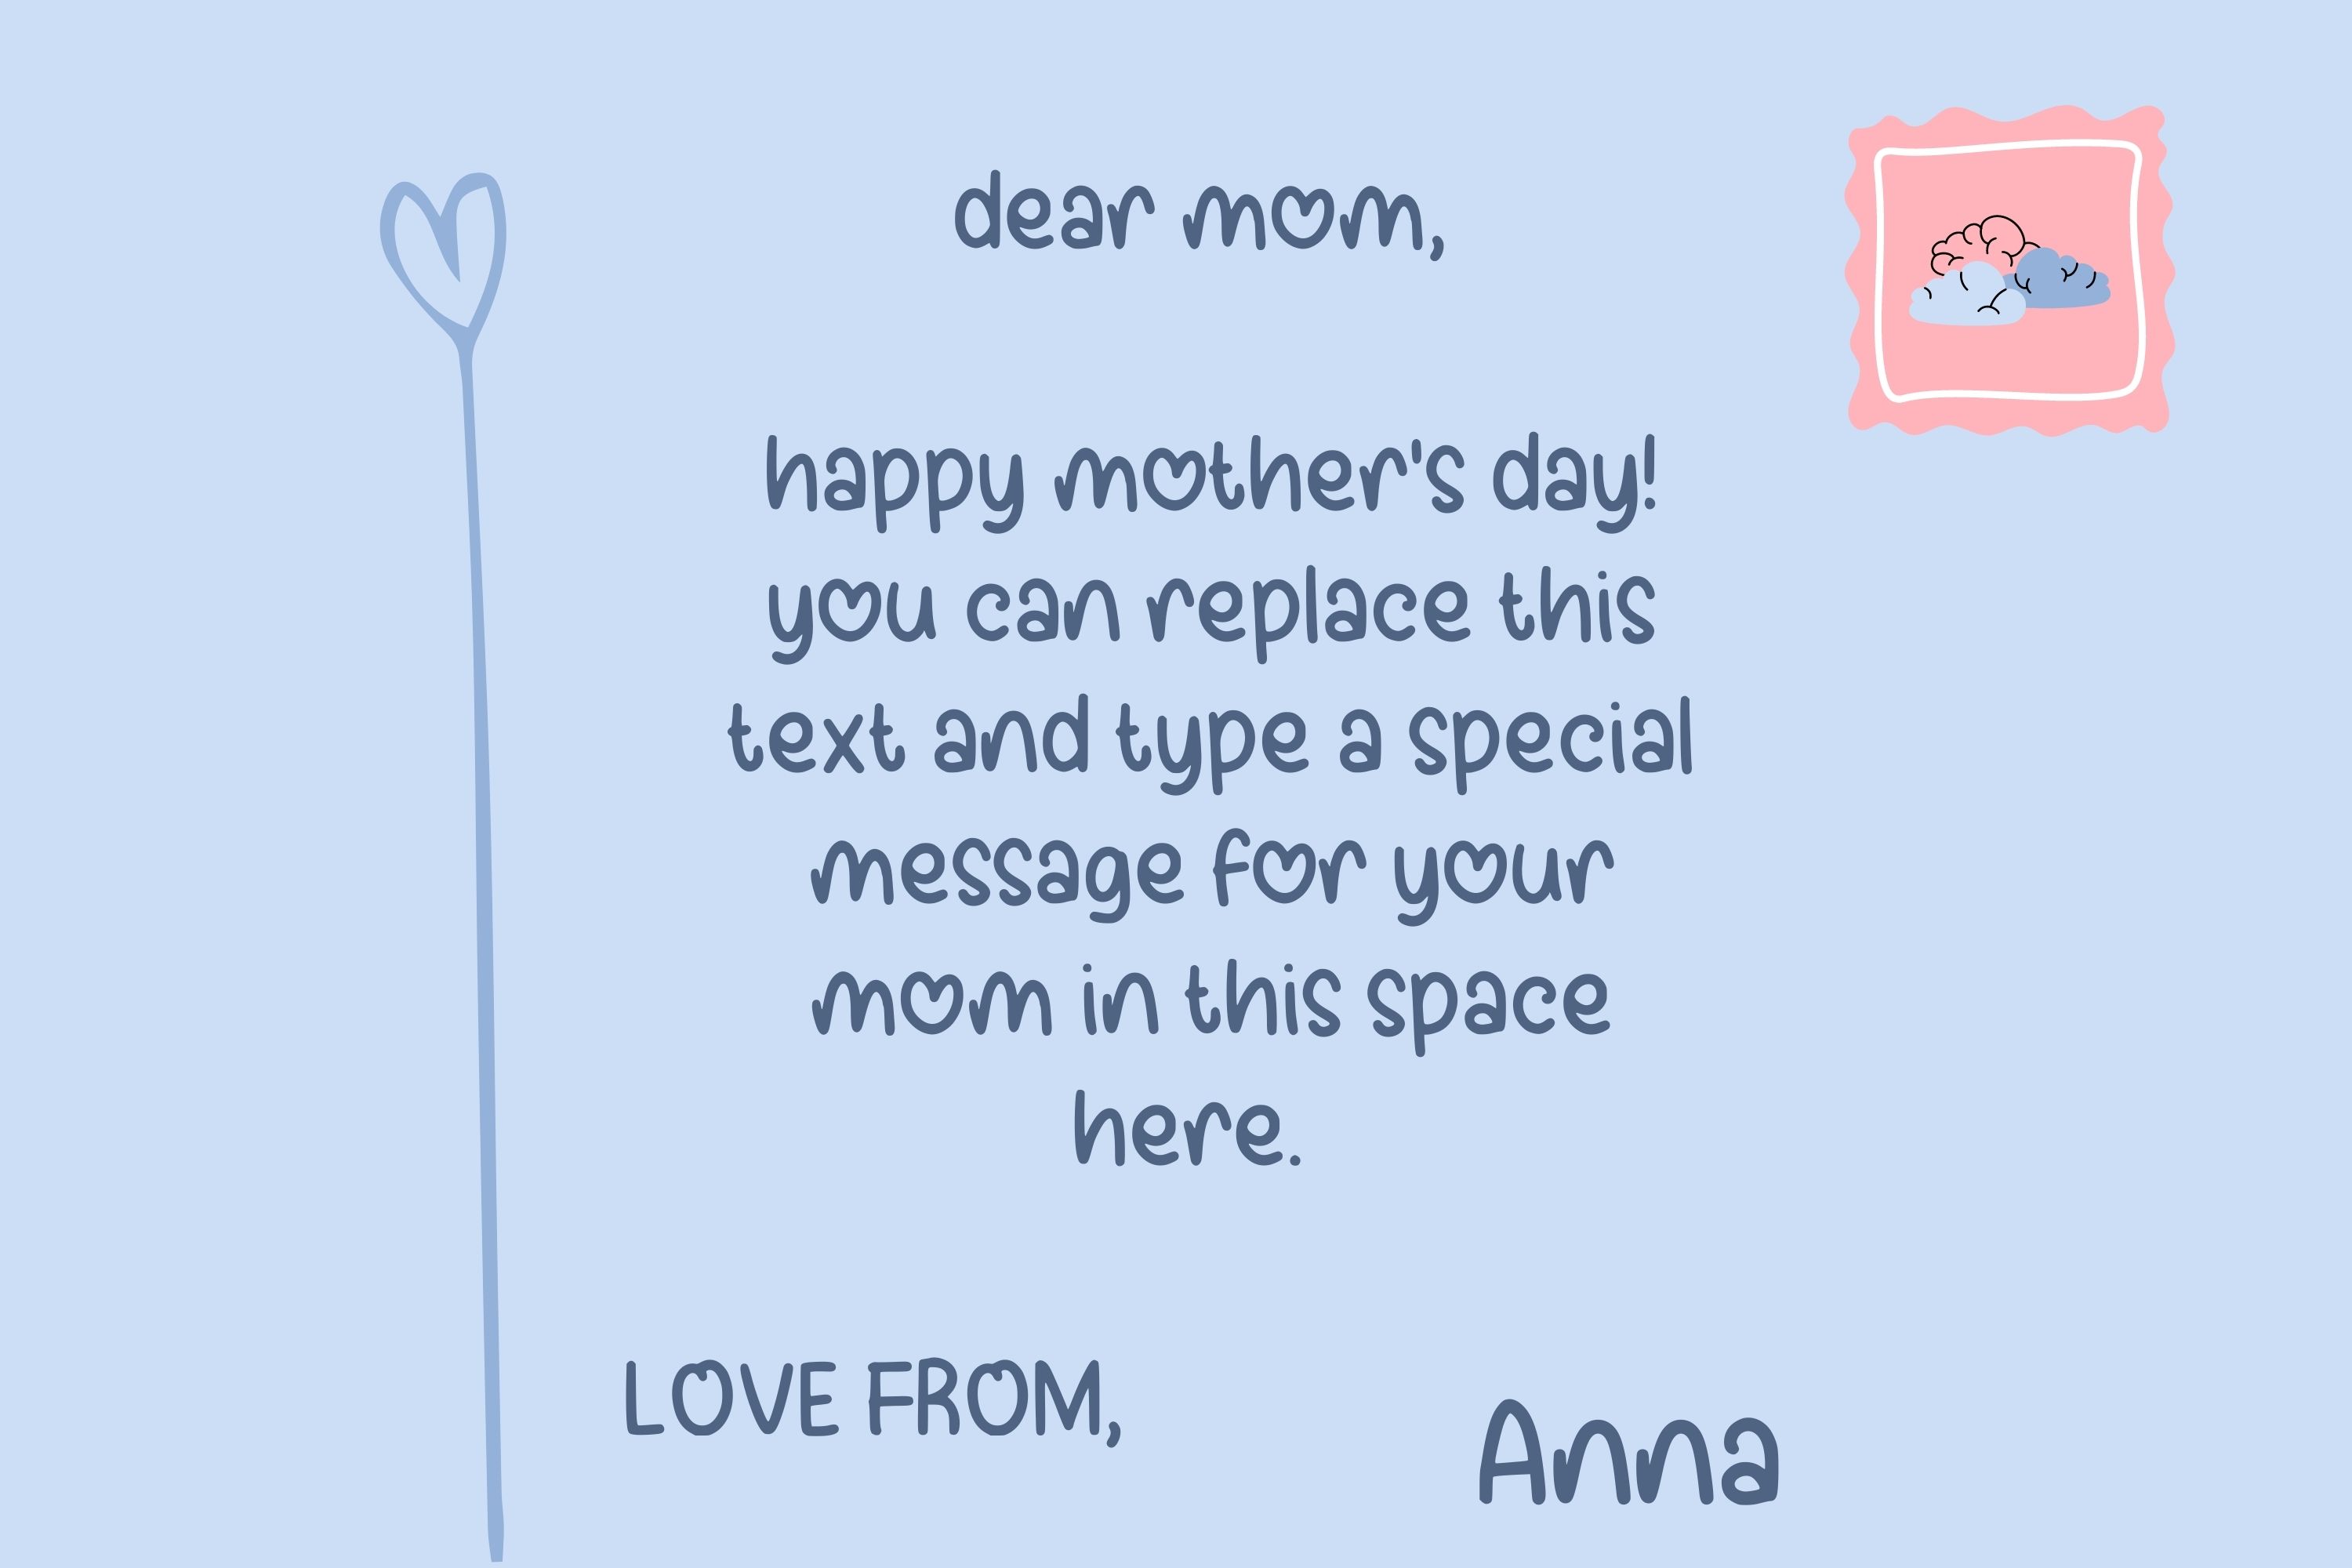 dear mom,
happy mother's day!
you can replace this
text and type a special
message for your
mom in this space
here.
LOVE FROM,
Anna